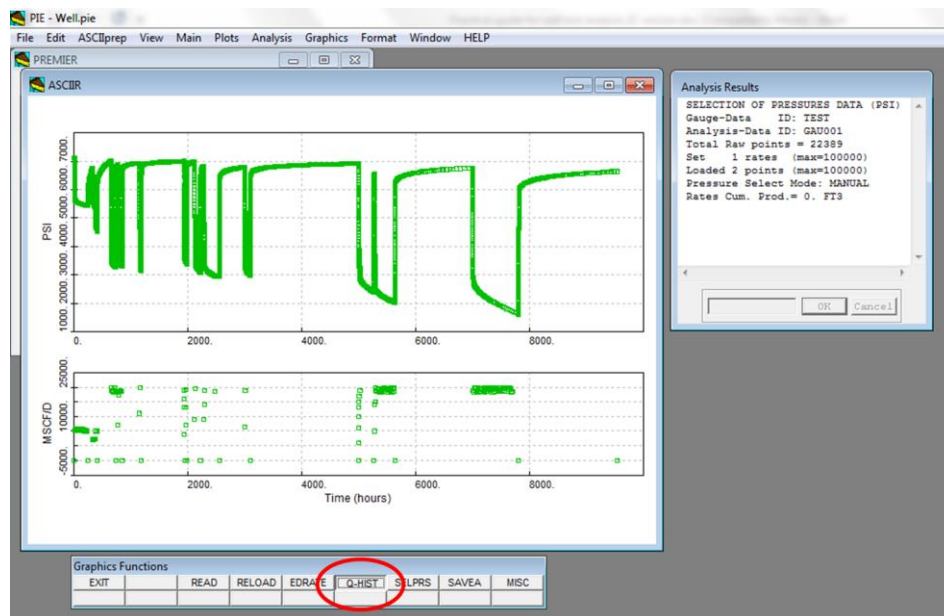 PIE - Well.pie
File Edit ASCIIprep View Main Plots Analysis Graphics Format Window HELP
PREMIER
ASCIIR
7000.
6000.
5000.
4000.
3000.
2000.
1000.
PSI
0. 2000. 4000. 6000. 8000.
25000.
10000.
-5000.
MSCF/D
0. 2000. 4000. 6000. 8000.
Time (hours)
Analysis Results
SELECTION OF PRESSURES DATA (PSI)
Gauge-Data ID: TEST
Analysis-Data ID: GAU001
Total Raw points = 22389
Set 1 rates (max=100000)
Loaded 2 points (max=100000)
Pressure Select Mode: MANUAL
Rates Cum. Prod.= 0. FT3
OK Cancel
Graphics Functions
EXIT READ RELOAD EDRATE Q-HIST SELPRS SAVEA MISC